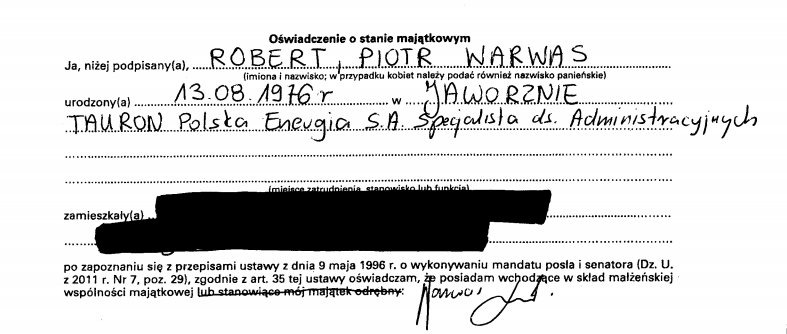 Oświadczenie o stanie majątkowym
Ja, niżej podpisany(a), ROBERT, PIOTR WARWAS
(imiona i nazwisko; w przypadku kobiet należy podać również nazwisko panieńskie)
urodzony(a) 13.08.1976 r w JAWORZNIE
TAURON Polska Energia S.A. Specjalista ds. Administracyjnych
(miejsce zatrudnienia, stanowisko lub funkcja)
zamieszkały(a)
po zapoznaniu się z przepisami ustawy z dnia 9 maja 1996 r. o wykonywaniu mandatu posła i senatora (Dz. U.
z 2011 r. Nr 7, poz. 29), zgodnie z art. 35 tej ustawy oświadczam, że posiadam wchodzące w skład małżeńskiej
wspólności majątkowej lub stanowiące mój majątek odrębny: